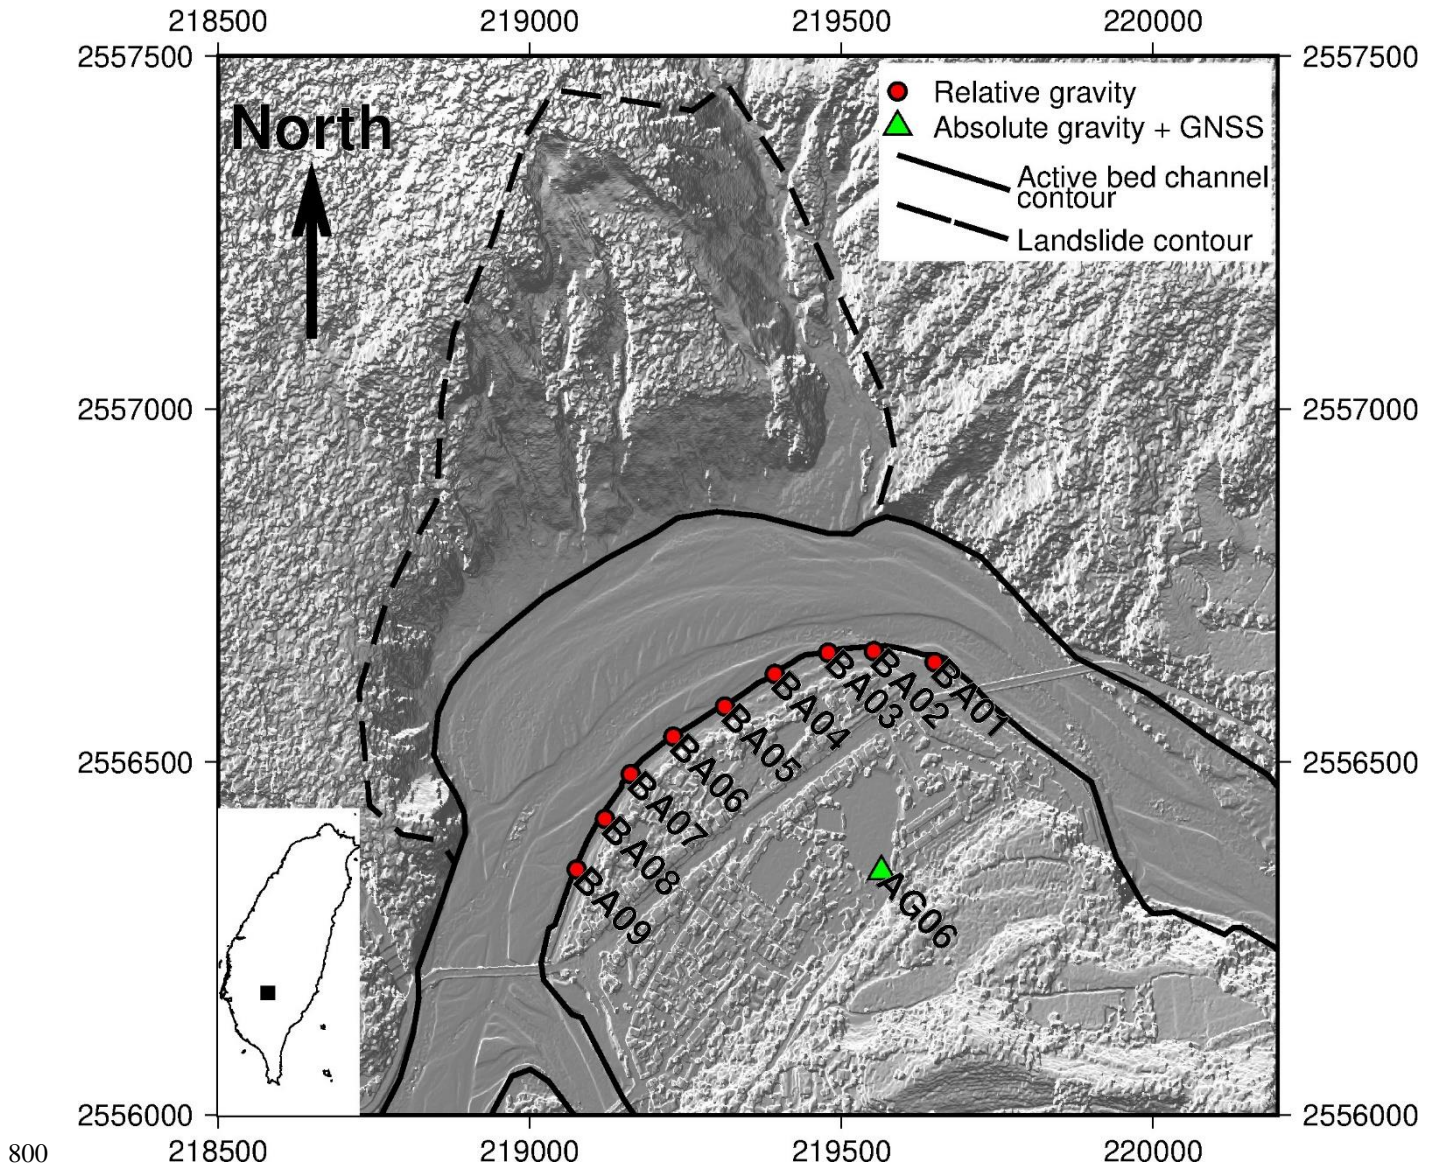 218500 219000 219500 220000
2557500 2557500
North
Relative gravity
Absolute gravity + GNSS
Active bed channel
contour
Landslide contour
2557000 2557000
BA01
BA02
BA03
BA04
BA05
BA06
BA07
BA08
BA09
2556500 2556500
AG06
2556000 2556000
800 218500 219000 219500 220000